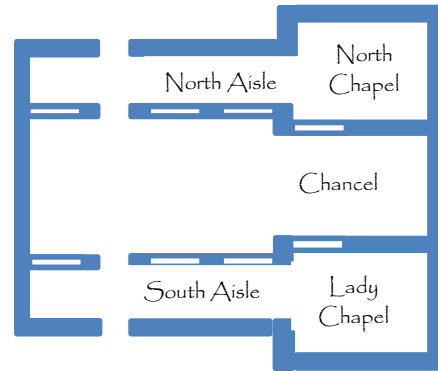 North
Chapel
North Aisle
Chancel
South Aisle
Lady
Chapel